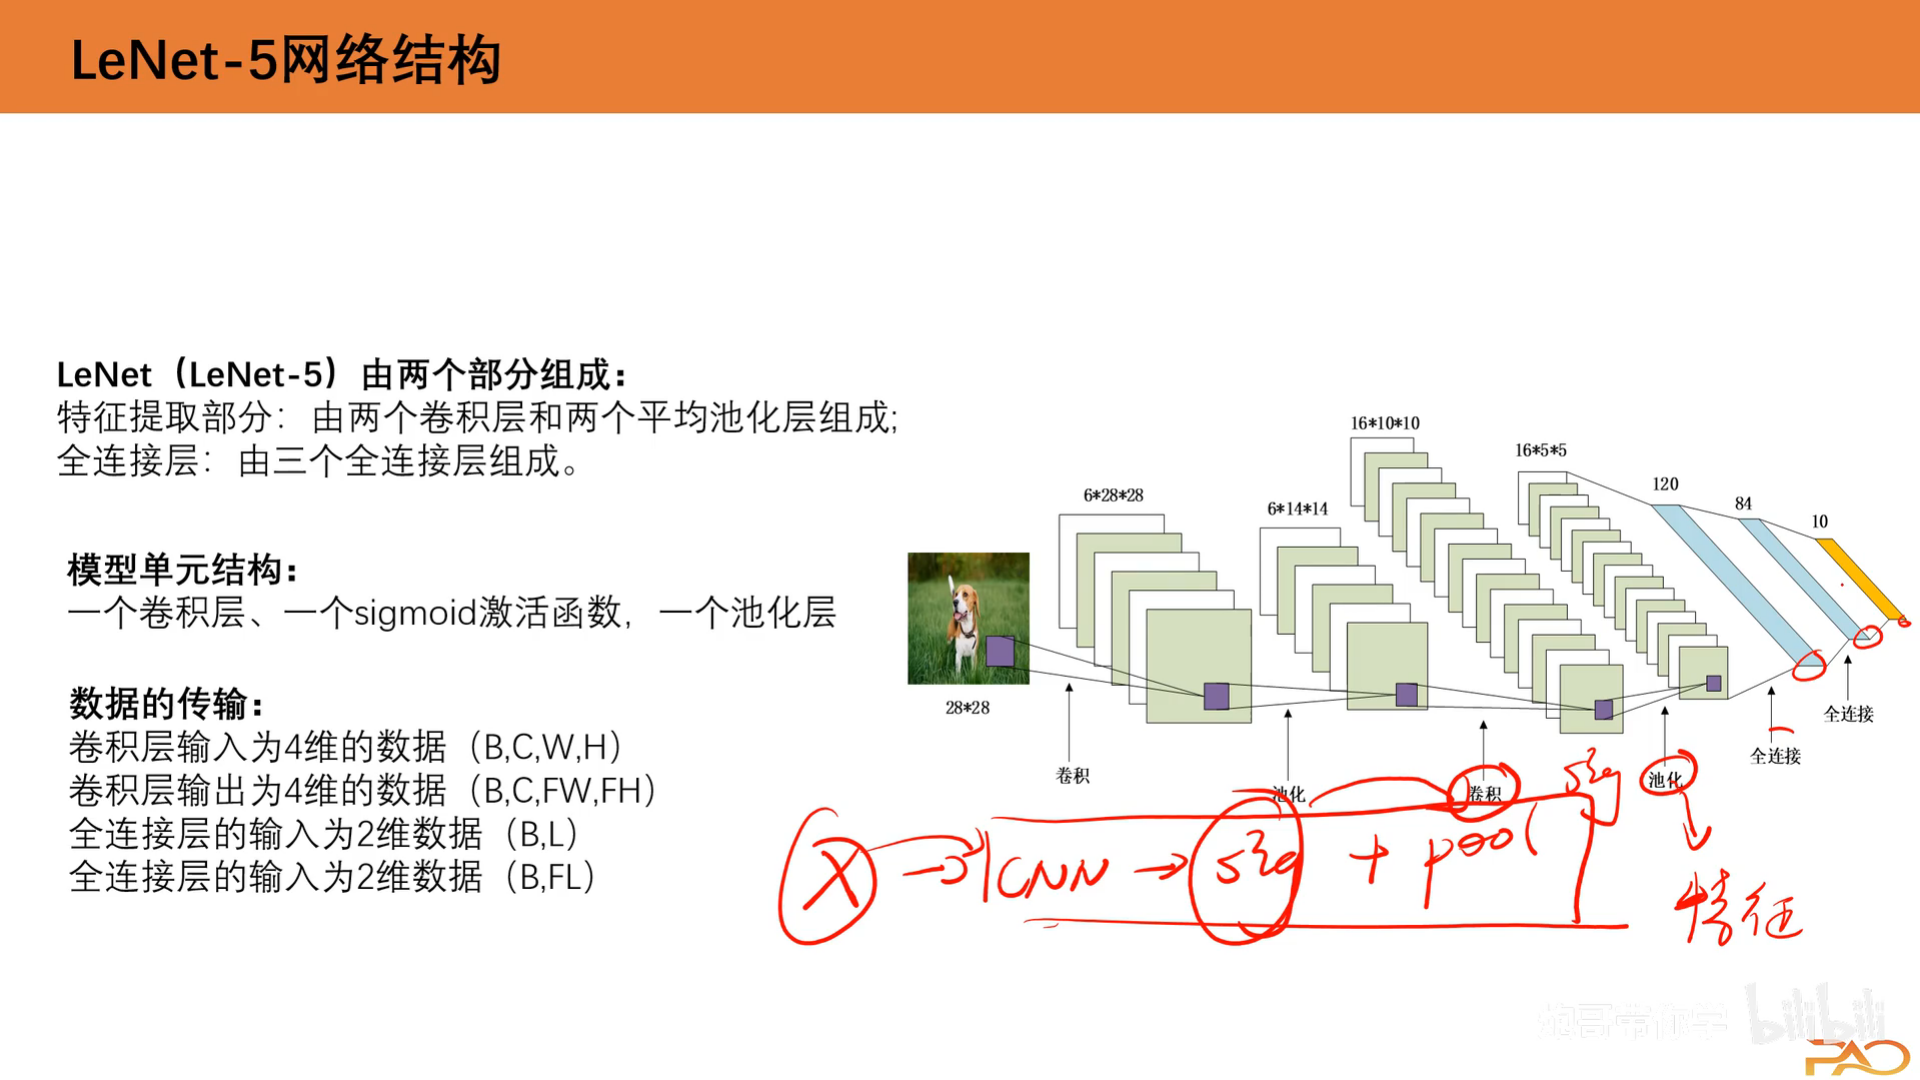 LeNet-5网络结构
LeNet（LeNet-5）由两个部分组成：
特征提取部分：由两个卷积层和两个平均池化层组成;
全连接层：由三个全连接层组成。
模型单元结构：
一个卷积层、一个sigmoid激活函数，一个池化层
数据的传输：
卷积层输入为4维的数据（B,C,W,H）
卷积层输出为4维的数据（B,C,FW,FH）
全连接层的输入为2维数据（B,L）
全连接层的输入为2维数据（B,FL）
28*28
6*28*28
6*14*14
16*10*10
16*5*5
120
84
10
卷积
池化
卷积
池化
全连接
全连接
sig
X → CNN → sig + pool
特征
鲍哥带你学
bilibili
PAO